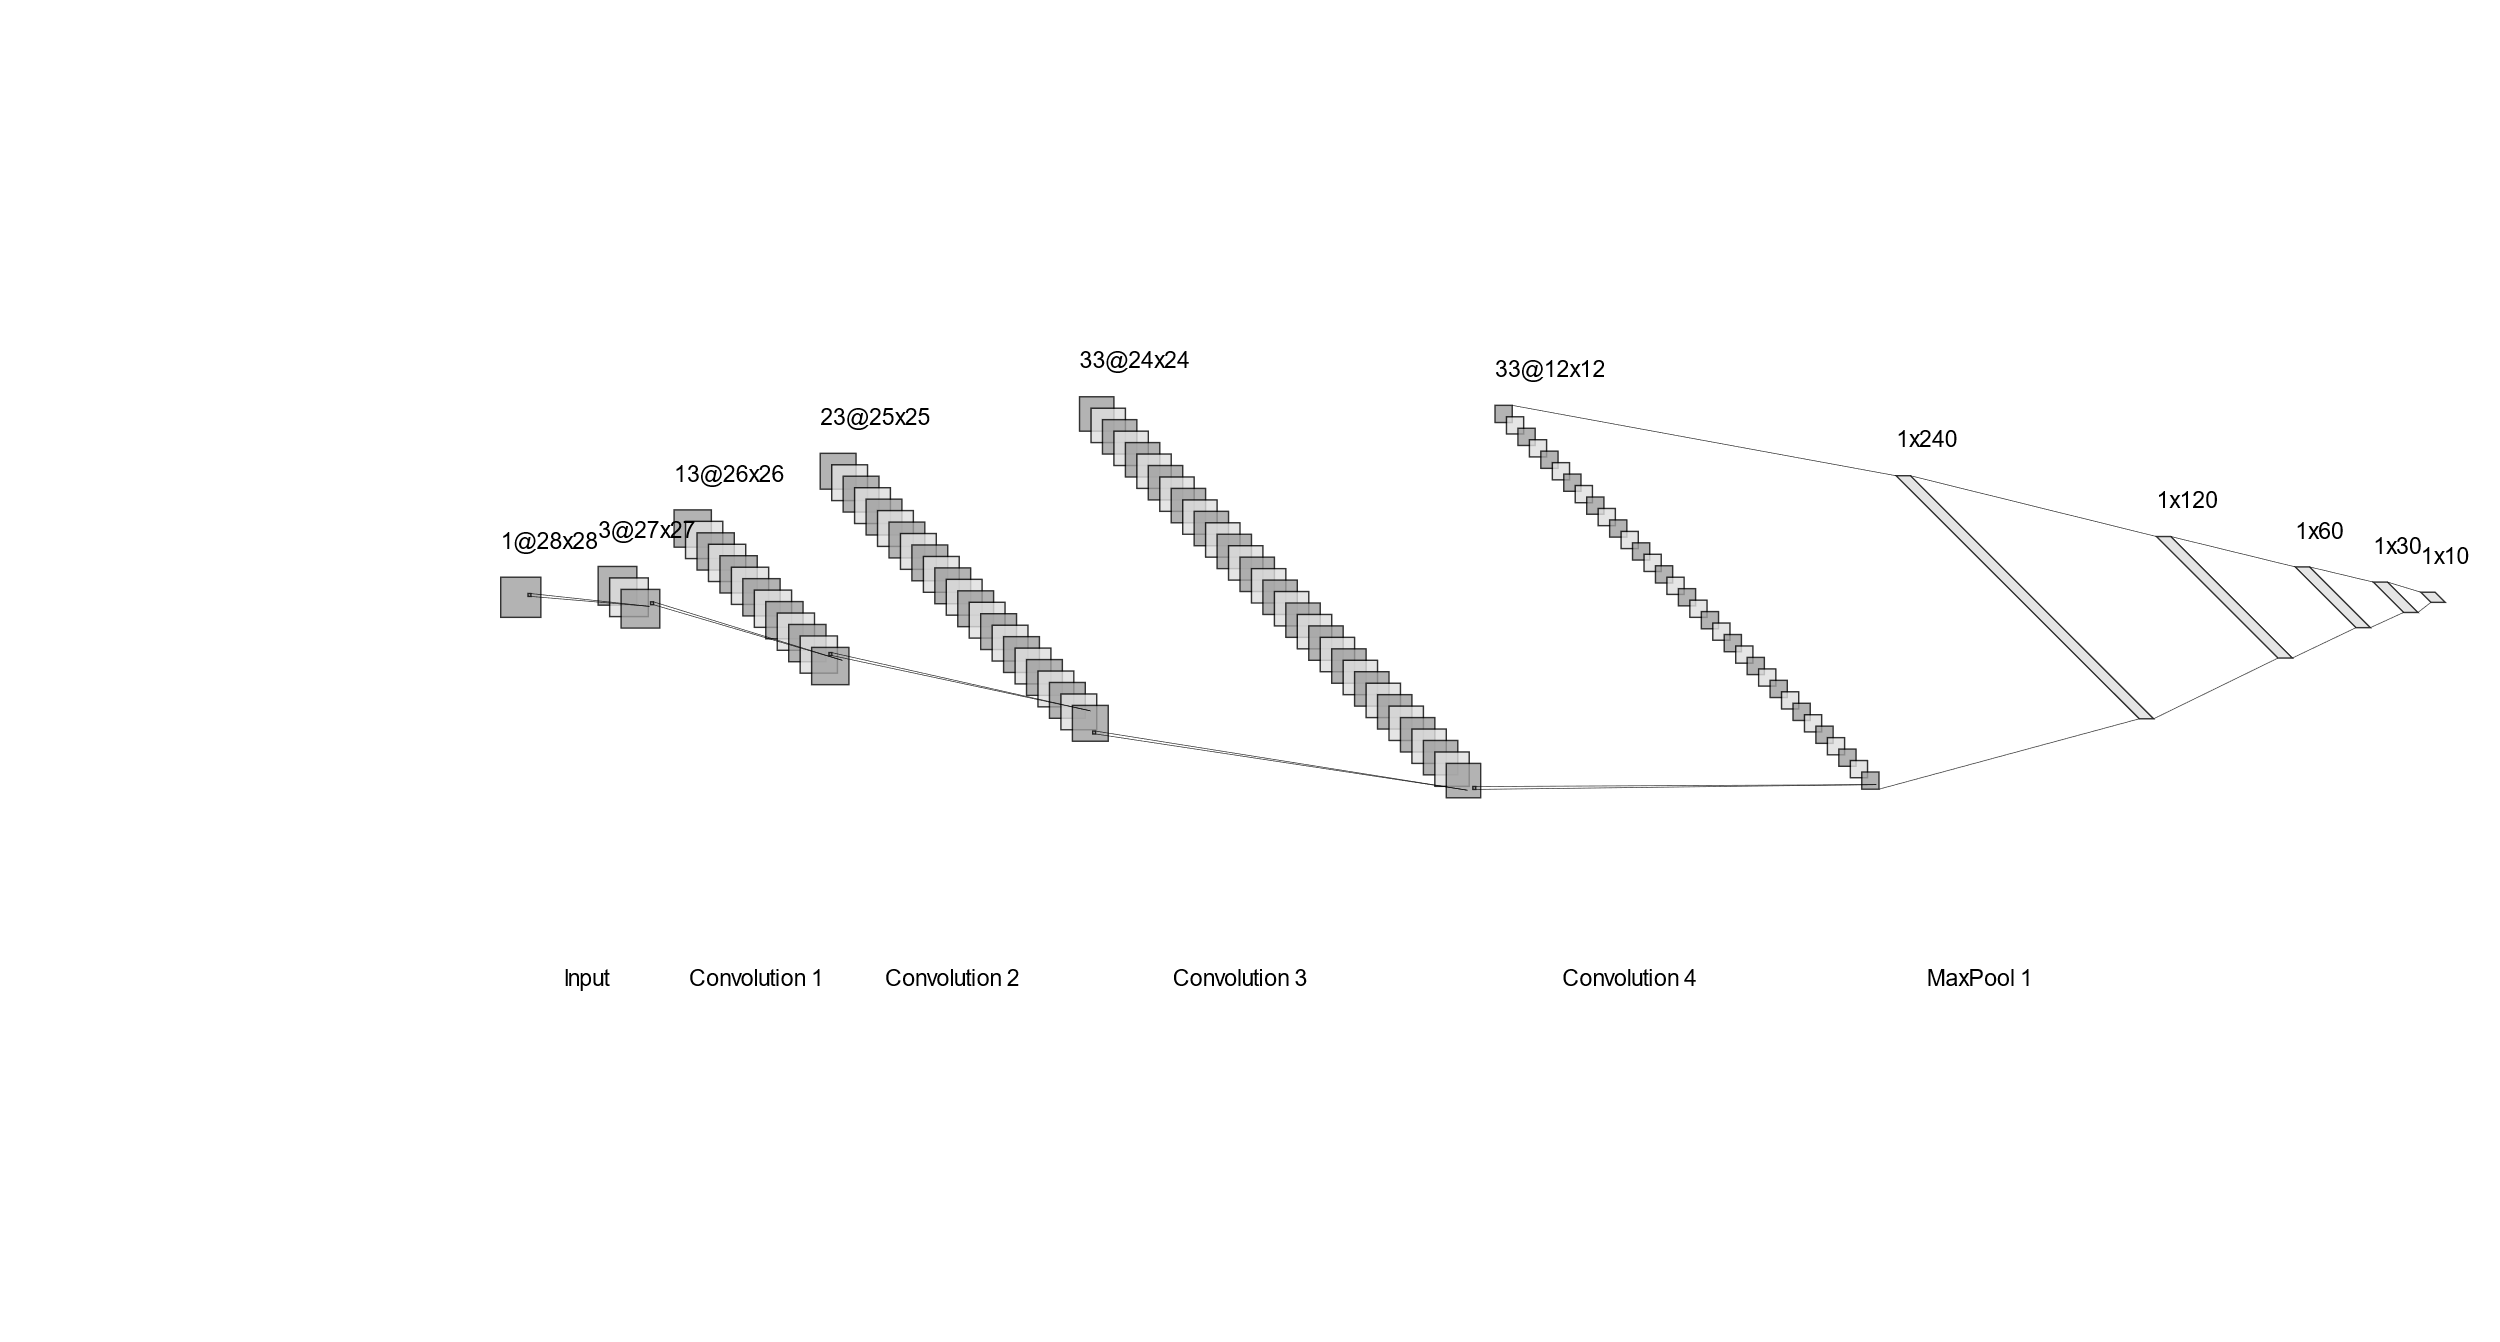 1@28x28
3@27x27
13@26x26
23@25x25
33@24x24
33@12x12
1x240
1x120
1x60
1x30
1x10
Input
Convolution 1
Convolution 2
Convolution 3
Convolution 4
MaxPool 1